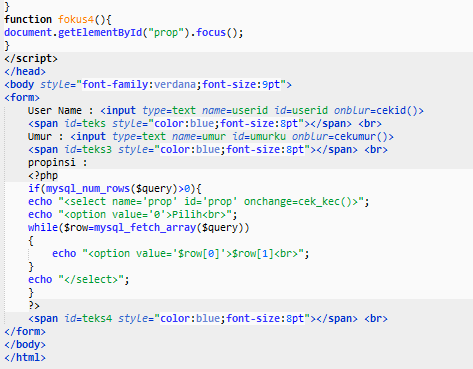 }
function fokus4(){
document.getElementById("prop").focus();
}
</script>
</head>
<body style="font-family:verdana;font-size:9pt">
<form>
User Name : <input type=text name=userid id=userid onblur=cekid()>
<span id=teks style="color:blue;font-size:8pt"></span> <br>
Umur : <input type=text name=umur id=umurku onblur=cekumur()>
<span id=teks3 style="color:blue;font-size:8pt"></span> <br>
propinsi :
<?php
if(mysql_num_rows($query)>0){
echo "<select name='prop' id='prop' onchange=cek_kec()>";
echo "<option value='0'>Pilih<br>";
while($row=mysql_fetch_array($query))
{
echo "<option value='$row[0]'>$row[1]<br>";
}
echo "</select>";
}
?>
<span id=teks4 style="color:blue;font-size:8pt"></span> <br>
</form>
</body>
</html>